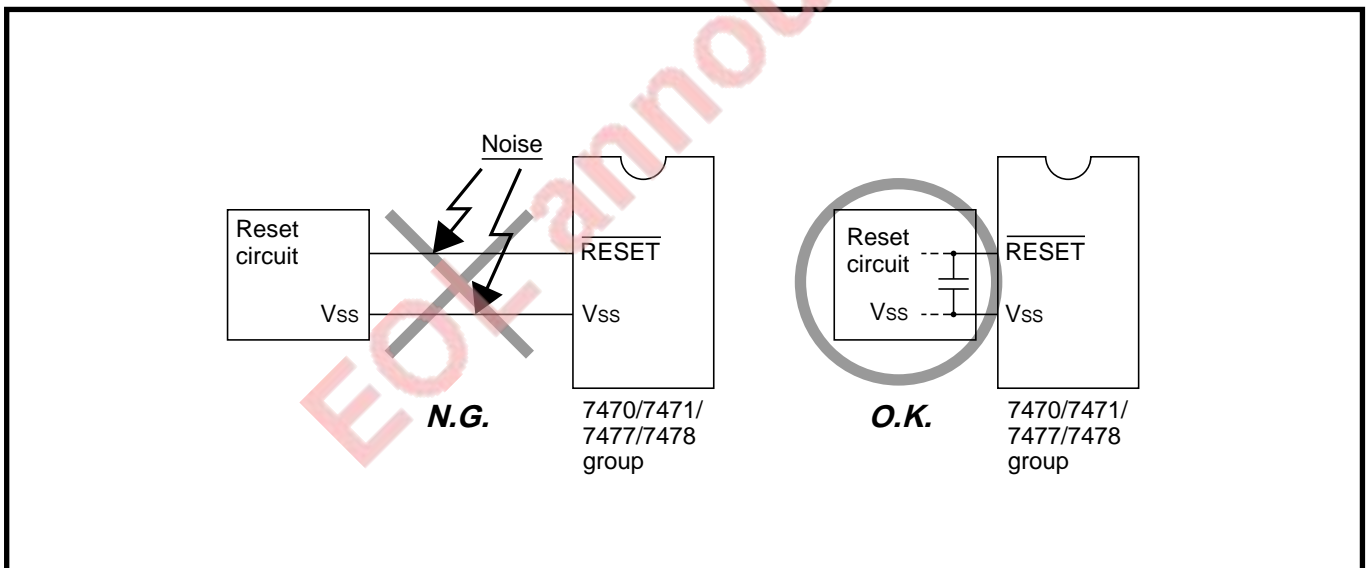 Noise
Reset
circuit
RESET
Vss
Vss
N.G.
7470/7471/
7477/7478
group
Reset
circuit
RESET
Vss
Vss
O.K.
7470/7471/
7477/7478
group
EOL annou